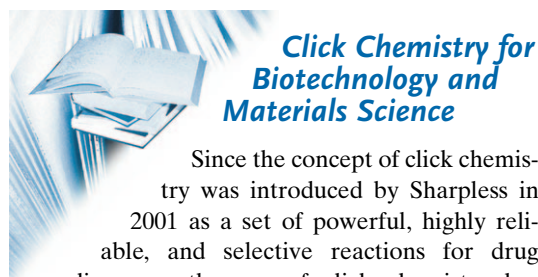 Click Chemistry for
Biotechnology and
Materials Science
Since the concept of click chemis-
try was introduced by Sharpless in
2001 as a set of powerful, highly reli-
able, and selective reactions for drug